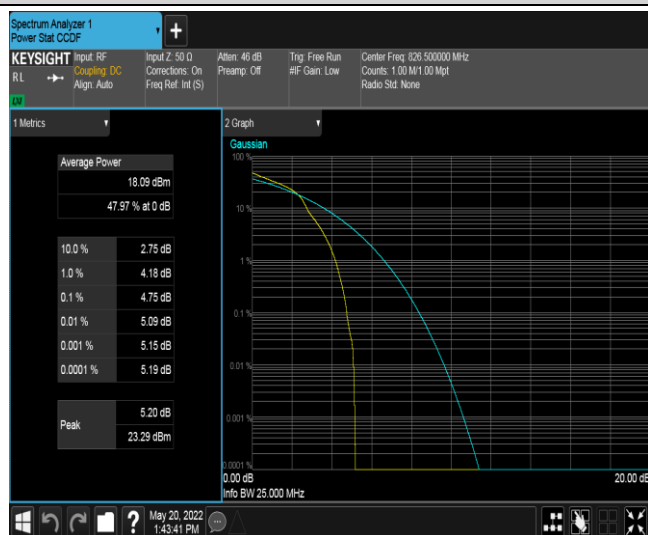 Spectrum Analyzer 1
Power Stat CCDF
KEYSIGHT
Input: RF
Input Z: 50 Ω
Atten: 46 dB
Trig: Free Run
Center Freq: 826.500000 MHz
RL
Coupling: DC
Corrections: On
Preamp: Off
#IF Gain: Low
Counts: 1.00 M/1.00 Mpt
Align: Auto
Freq Ref: Int (S)
Radio Std: None
1 Metrics
2 Graph
Gaussian
Average Power
18.09 dBm
47.97 % at 0 dB
10.0 % 2.75 dB
1.0 % 4.18 dB
0.1 % 4.75 dB
0.01 % 5.09 dB
0.001 % 5.15 dB
0.0001 % 5.19 dB
Peak
5.20 dB
23.29 dBm
100 %
10 %
1 %
0.1 %
0.01 %
0.001 %
0.0001 %
0.00 dB
20.00 dB
Info BW 25.000 MHz
May 20, 2022
1:43:41 PM